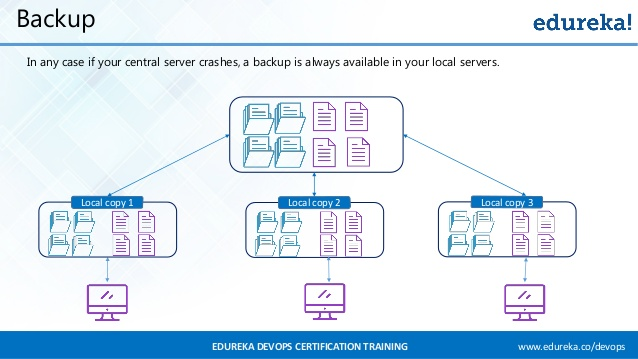 Backup
edureka!
In any case if your central server crashes, a backup is always available in your local servers.
Local copy 1
Local copy 2
Local copy 3
EDUREKA DEVOPS CERTIFICATION TRAINING
www.edureka.co/devops